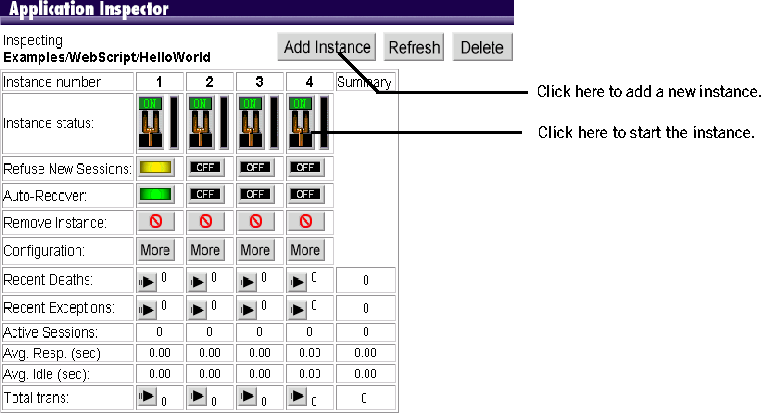 Application Inspector
Inspecting
Examples/WebScript/HelloWorld
Add Instance Refresh Delete
Click here to add a new instance.
Instance number 1 2 3 4 Summary
Instance status: ON ON ON ON
Click here to start the instance.
Refuse New Sessions: OFF OFF OFF
Auto-Recover: OFF OFF OFF
Remove Instance:
Configuration: More More More More
Recent Deaths: 0 0 0 0 0
Recent Exceptions: 0 0 0 0 0
Active Sessions: 0 0 0 0 0
Avg. Resp. (sec) 0.00 0.00 0.00 0.00 0.00
Avg. Idle (sec): 0.00 0.00 0.00 0.00 0.00
Total trans: 0 0 0 0 0